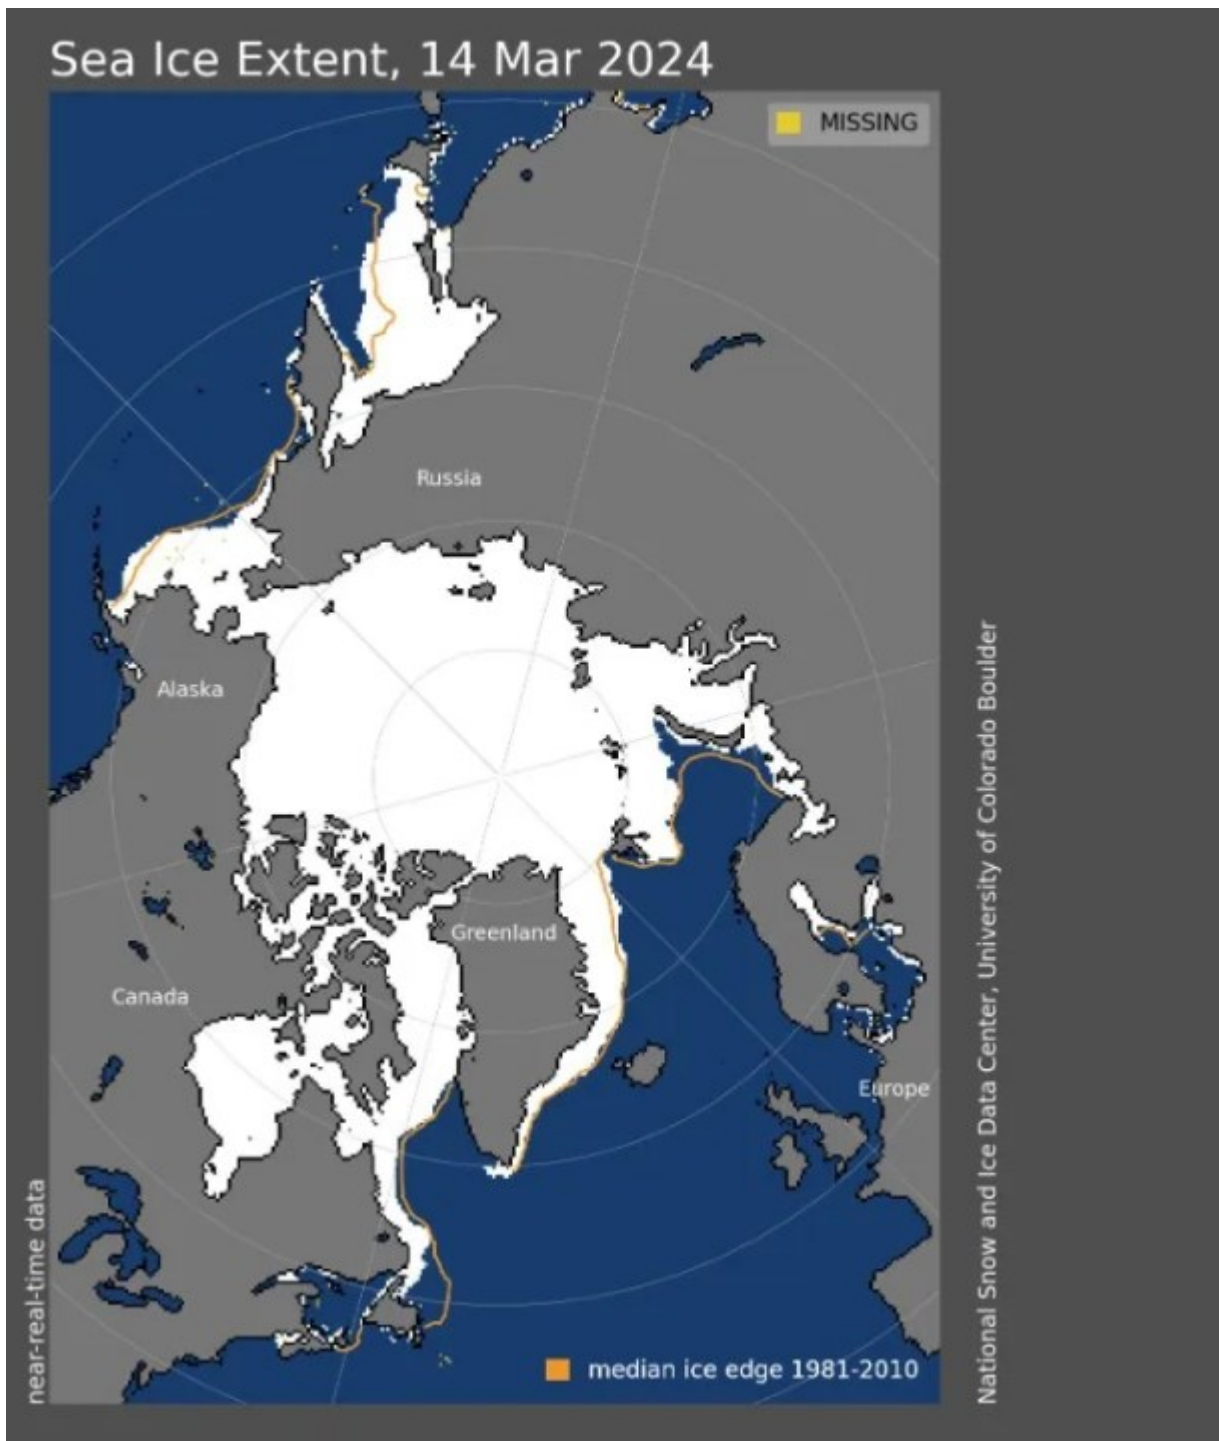 Sea Ice Extent, 14 Mar 2024
MISSING
Russia
Alaska
Greenland
Canada
Europe
median ice edge 1981-2010
near-real-time data
National Snow and Ice Data Center, University of Colorado Boulder